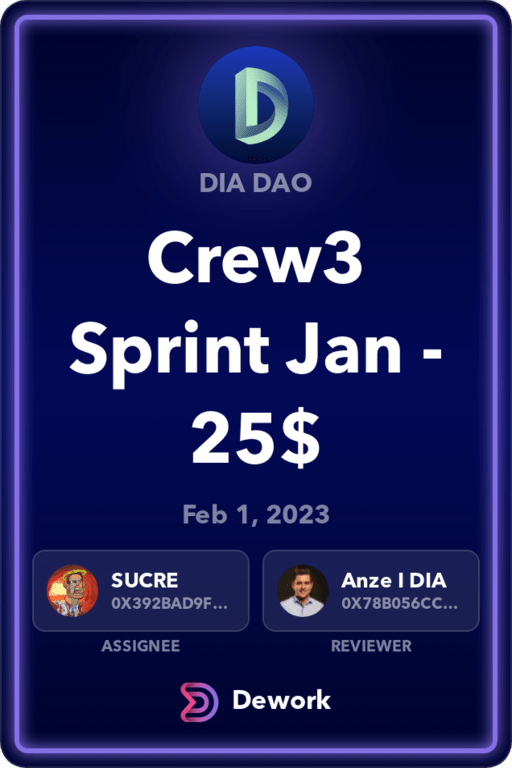 DIA DAO
Crew3
Sprint Jan -
25$
Feb 1, 2023
SUCRE
0X392BAD9F...
ASSIGNEE
Anze I DIA
0X78B056CC...
REVIEWER
Dework